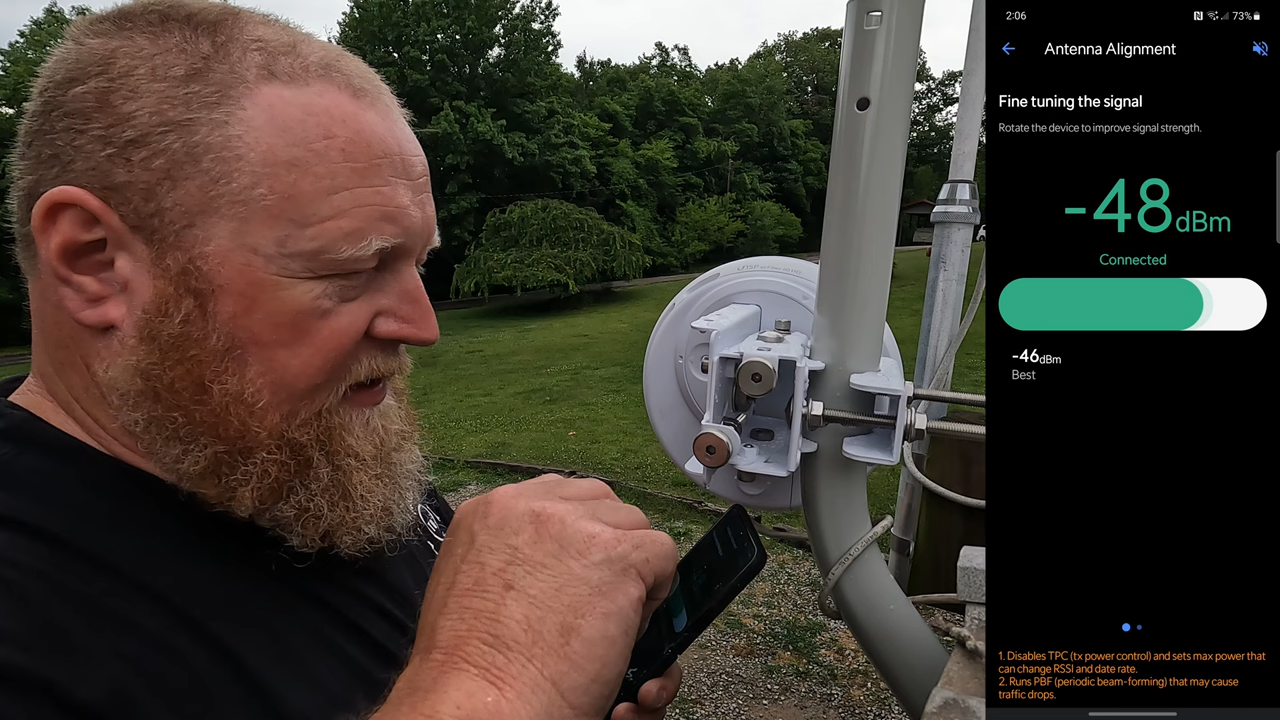 2:06
73%
Antenna Alignment
Fine tuning the signal
Rotate the device to improve signal strength.
-48dBm
Connected
-46dBm
Best
1. Disables TPC (tx power control) and sets max power that
can change RSSI and date rate.
2. Runs PBF (periodic beam-forming) that may cause
traffic drops.